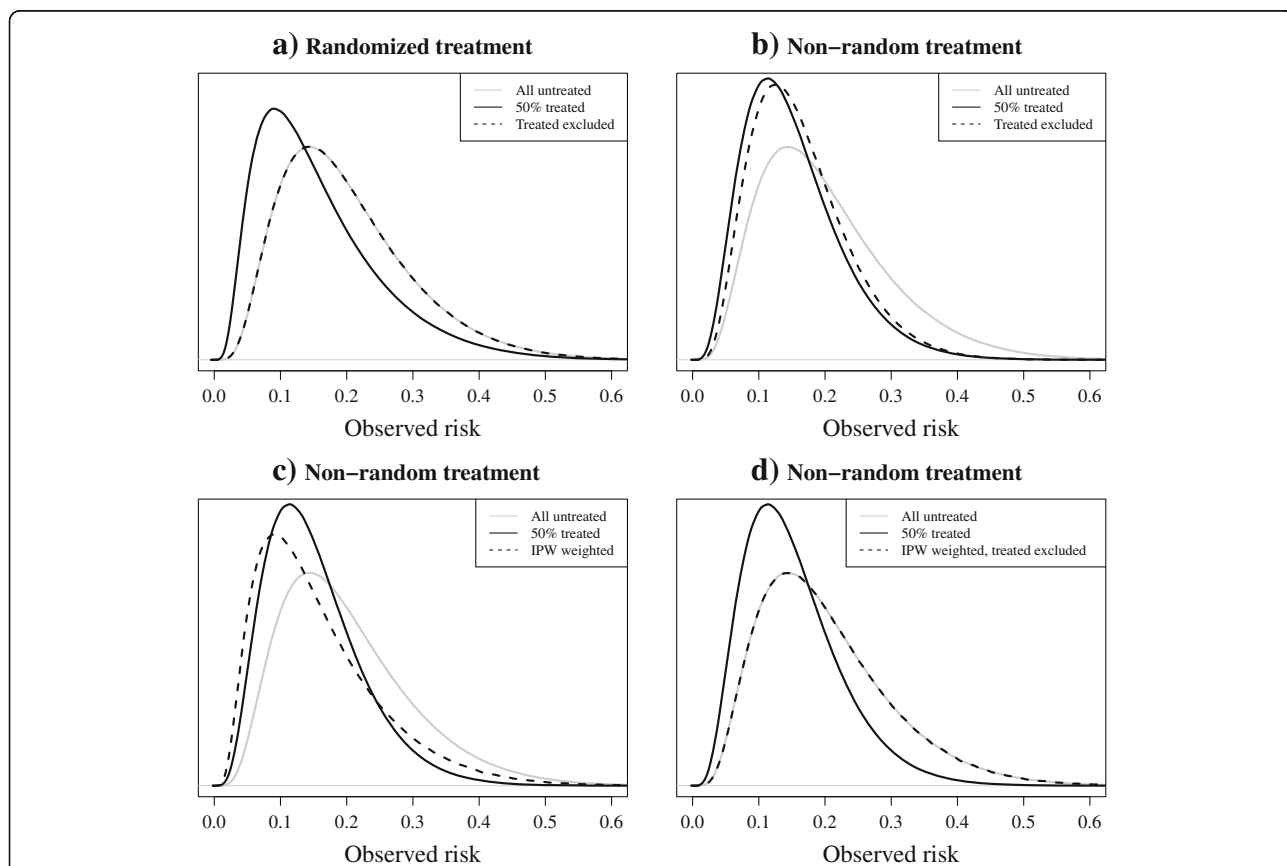 a) Randomized treatment
All untreated
50% treated
Treated excluded
0.0 0.1 0.2 0.3 0.4 0.5 0.6
Observed risk
b) Non−random treatment
All untreated
50% treated
Treated excluded
0.0 0.1 0.2 0.3 0.4 0.5 0.6
Observed risk
c) Non−random treatment
All untreated
50% treated
IPW weighted
0.0 0.1 0.2 0.3 0.4 0.5 0.6
Observed risk
d) Non−random treatment
All untreated
50% treated
IPW weighted, treated excluded
0.0 0.1 0.2 0.3 0.4 0.5 0.6
Observed risk